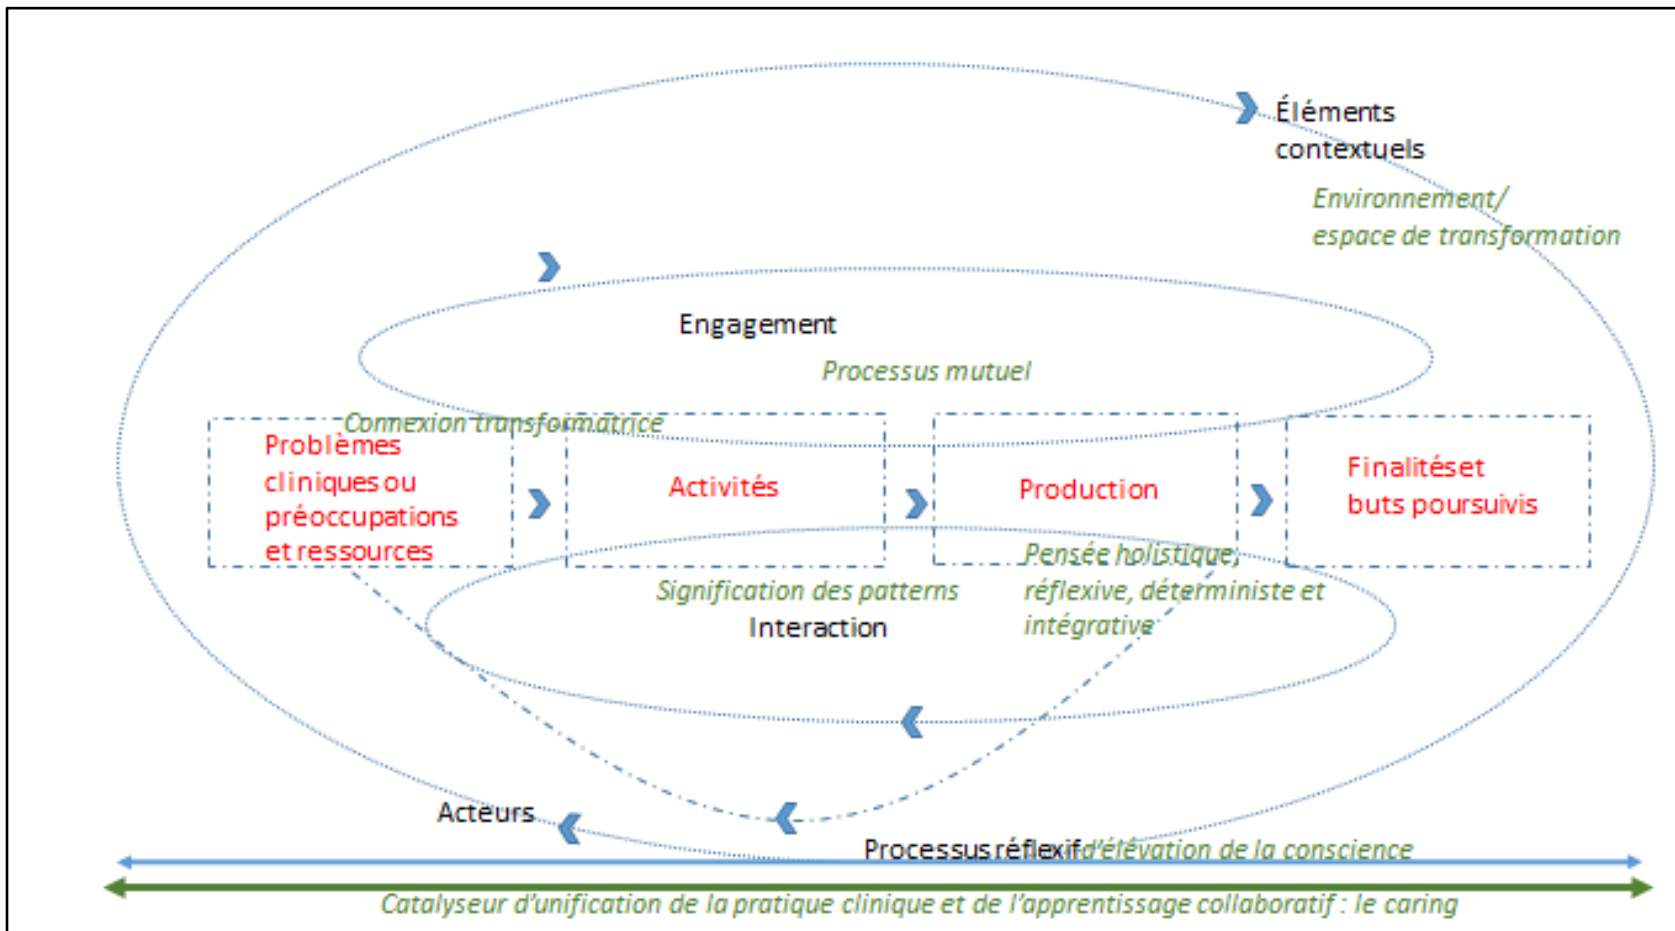 Éléments
contextuels
Environnement/
espace de transformation
Engagement
Processus mutuel
Connexion transformatrice
Problèmes
cliniques ou
préoccupations
et ressources
Activités
Production
Finalitéset
buts poursuivis
Signification des patterns
Interaction
Pensée holistique,
réflexive, déterministe et
intégrative
Acteurs
Processus réflexif d'élévation de la conscience
Catalyseur d'unification de la pratique clinique et de l'apprentissage collaboratif : le caring